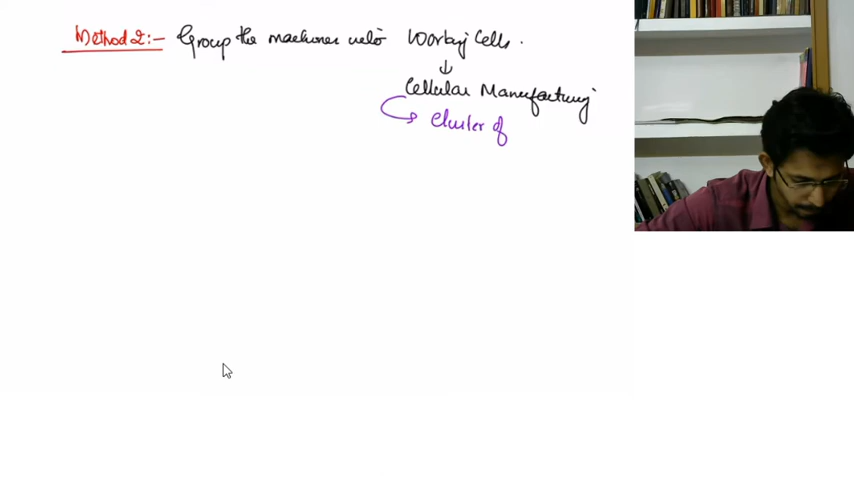 Method 2:- Group the machines into Working Cells.
↓
Cellular Manufacturing
Cluster of